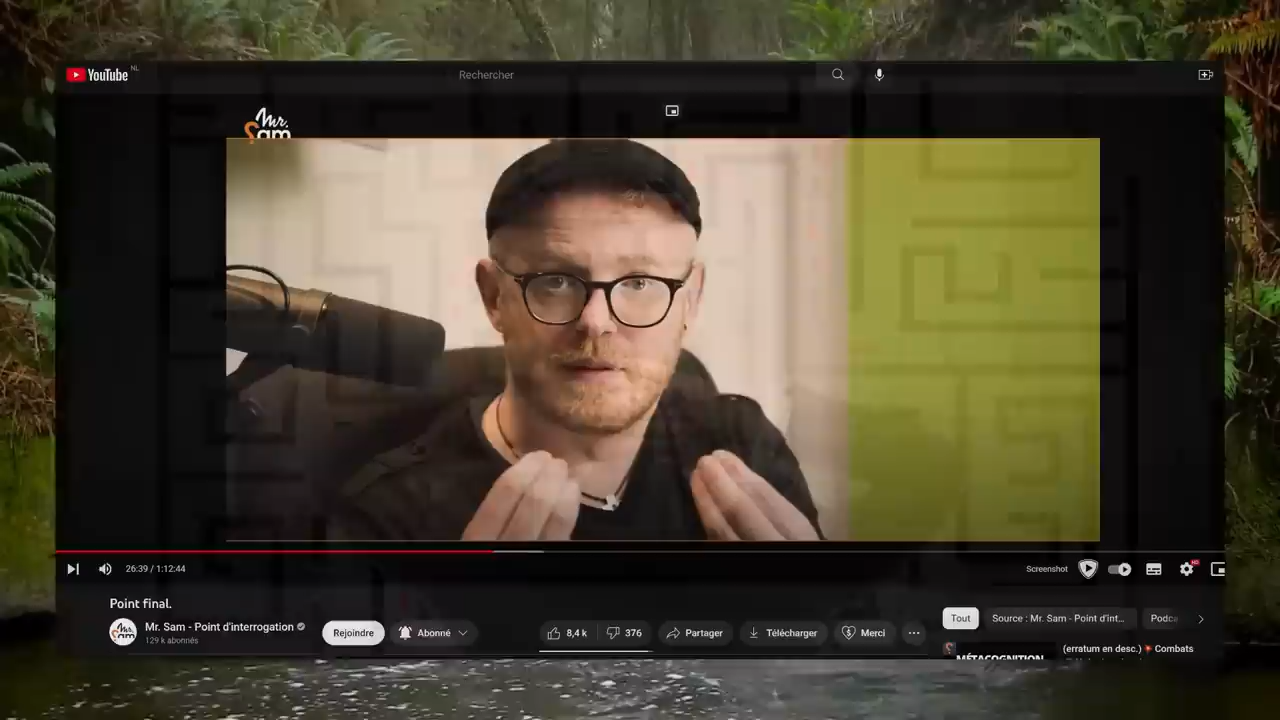 YouTube NL
Rechercher
Mr.
Sam
26:39 / 1:12:44
Screenshot
HD
Point final.
Mr. Sam - Point d'interrogation
129 k abonnés
Rejoindre
Abonné
8,4 k
376
Partager
Télécharger
Merci
Tout
Source : Mr. Sam - Point d'int...
Podca
(erratum en desc.) Combats
MÉTACOGNITION